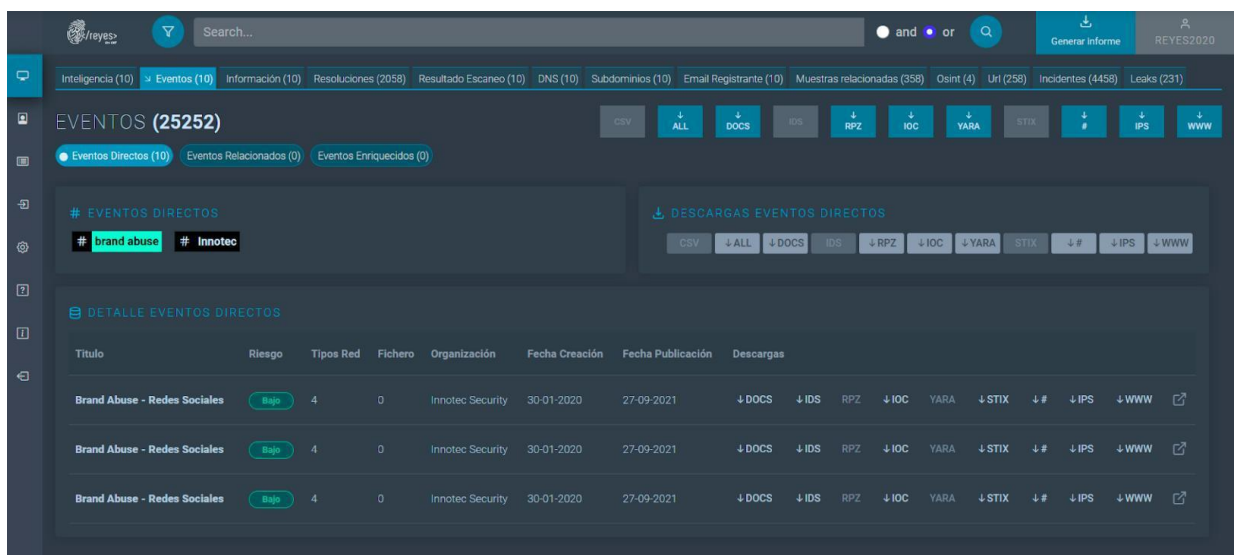 /reyes>
Search...
and or
Generar Informe
REYES2020
Inteligencia (10) Eventos (10) Información (10) Resoluciones (2058) Resultado Escaneo (10) DNS (10) Subdominios (10) Email Registrante (10) Muestras relacionadas (358) Osint (4) Url (258) Incidentes (4458) Leaks (231)
EVENTOS (25252)
CSV ALL DOCS IDS RPZ IOC YARA STIX # IPS WWW
Eventos Directos (10) Eventos Relacionados (0) Eventos Enriquecidos (0)
# EVENTOS DIRECTOS
# brand abuse # Innotec
DESCARGAS EVENTOS DIRECTOS
CSV ↓ALL ↓DOCS IDS ↓RPZ ↓IOC ↓YARA STIX ↓# ↓IPS ↓WWW
DETALLE EVENTOS DIRECTOS
Título Riesgo Tipos Red Fichero Organización Fecha Creación Fecha Publicación Descargas
Brand Abuse - Redes Sociales Bajo 4 0 Innotec Security 30-01-2020 27-09-2021 ↓DOCS ↓IDS RPZ ↓IOC YARA ↓STIX ↓# ↓IPS ↓WWW
Brand Abuse - Redes Sociales Bajo 4 0 Innotec Security 30-01-2020 27-09-2021 ↓DOCS ↓IDS RPZ ↓IOC YARA ↓STIX ↓# ↓IPS ↓WWW
Brand Abuse - Redes Sociales Bajo 4 0 Innotec Security 30-01-2020 27-09-2021 ↓DOCS ↓IDS RPZ ↓IOC YARA ↓STIX ↓# ↓IPS ↓WWW